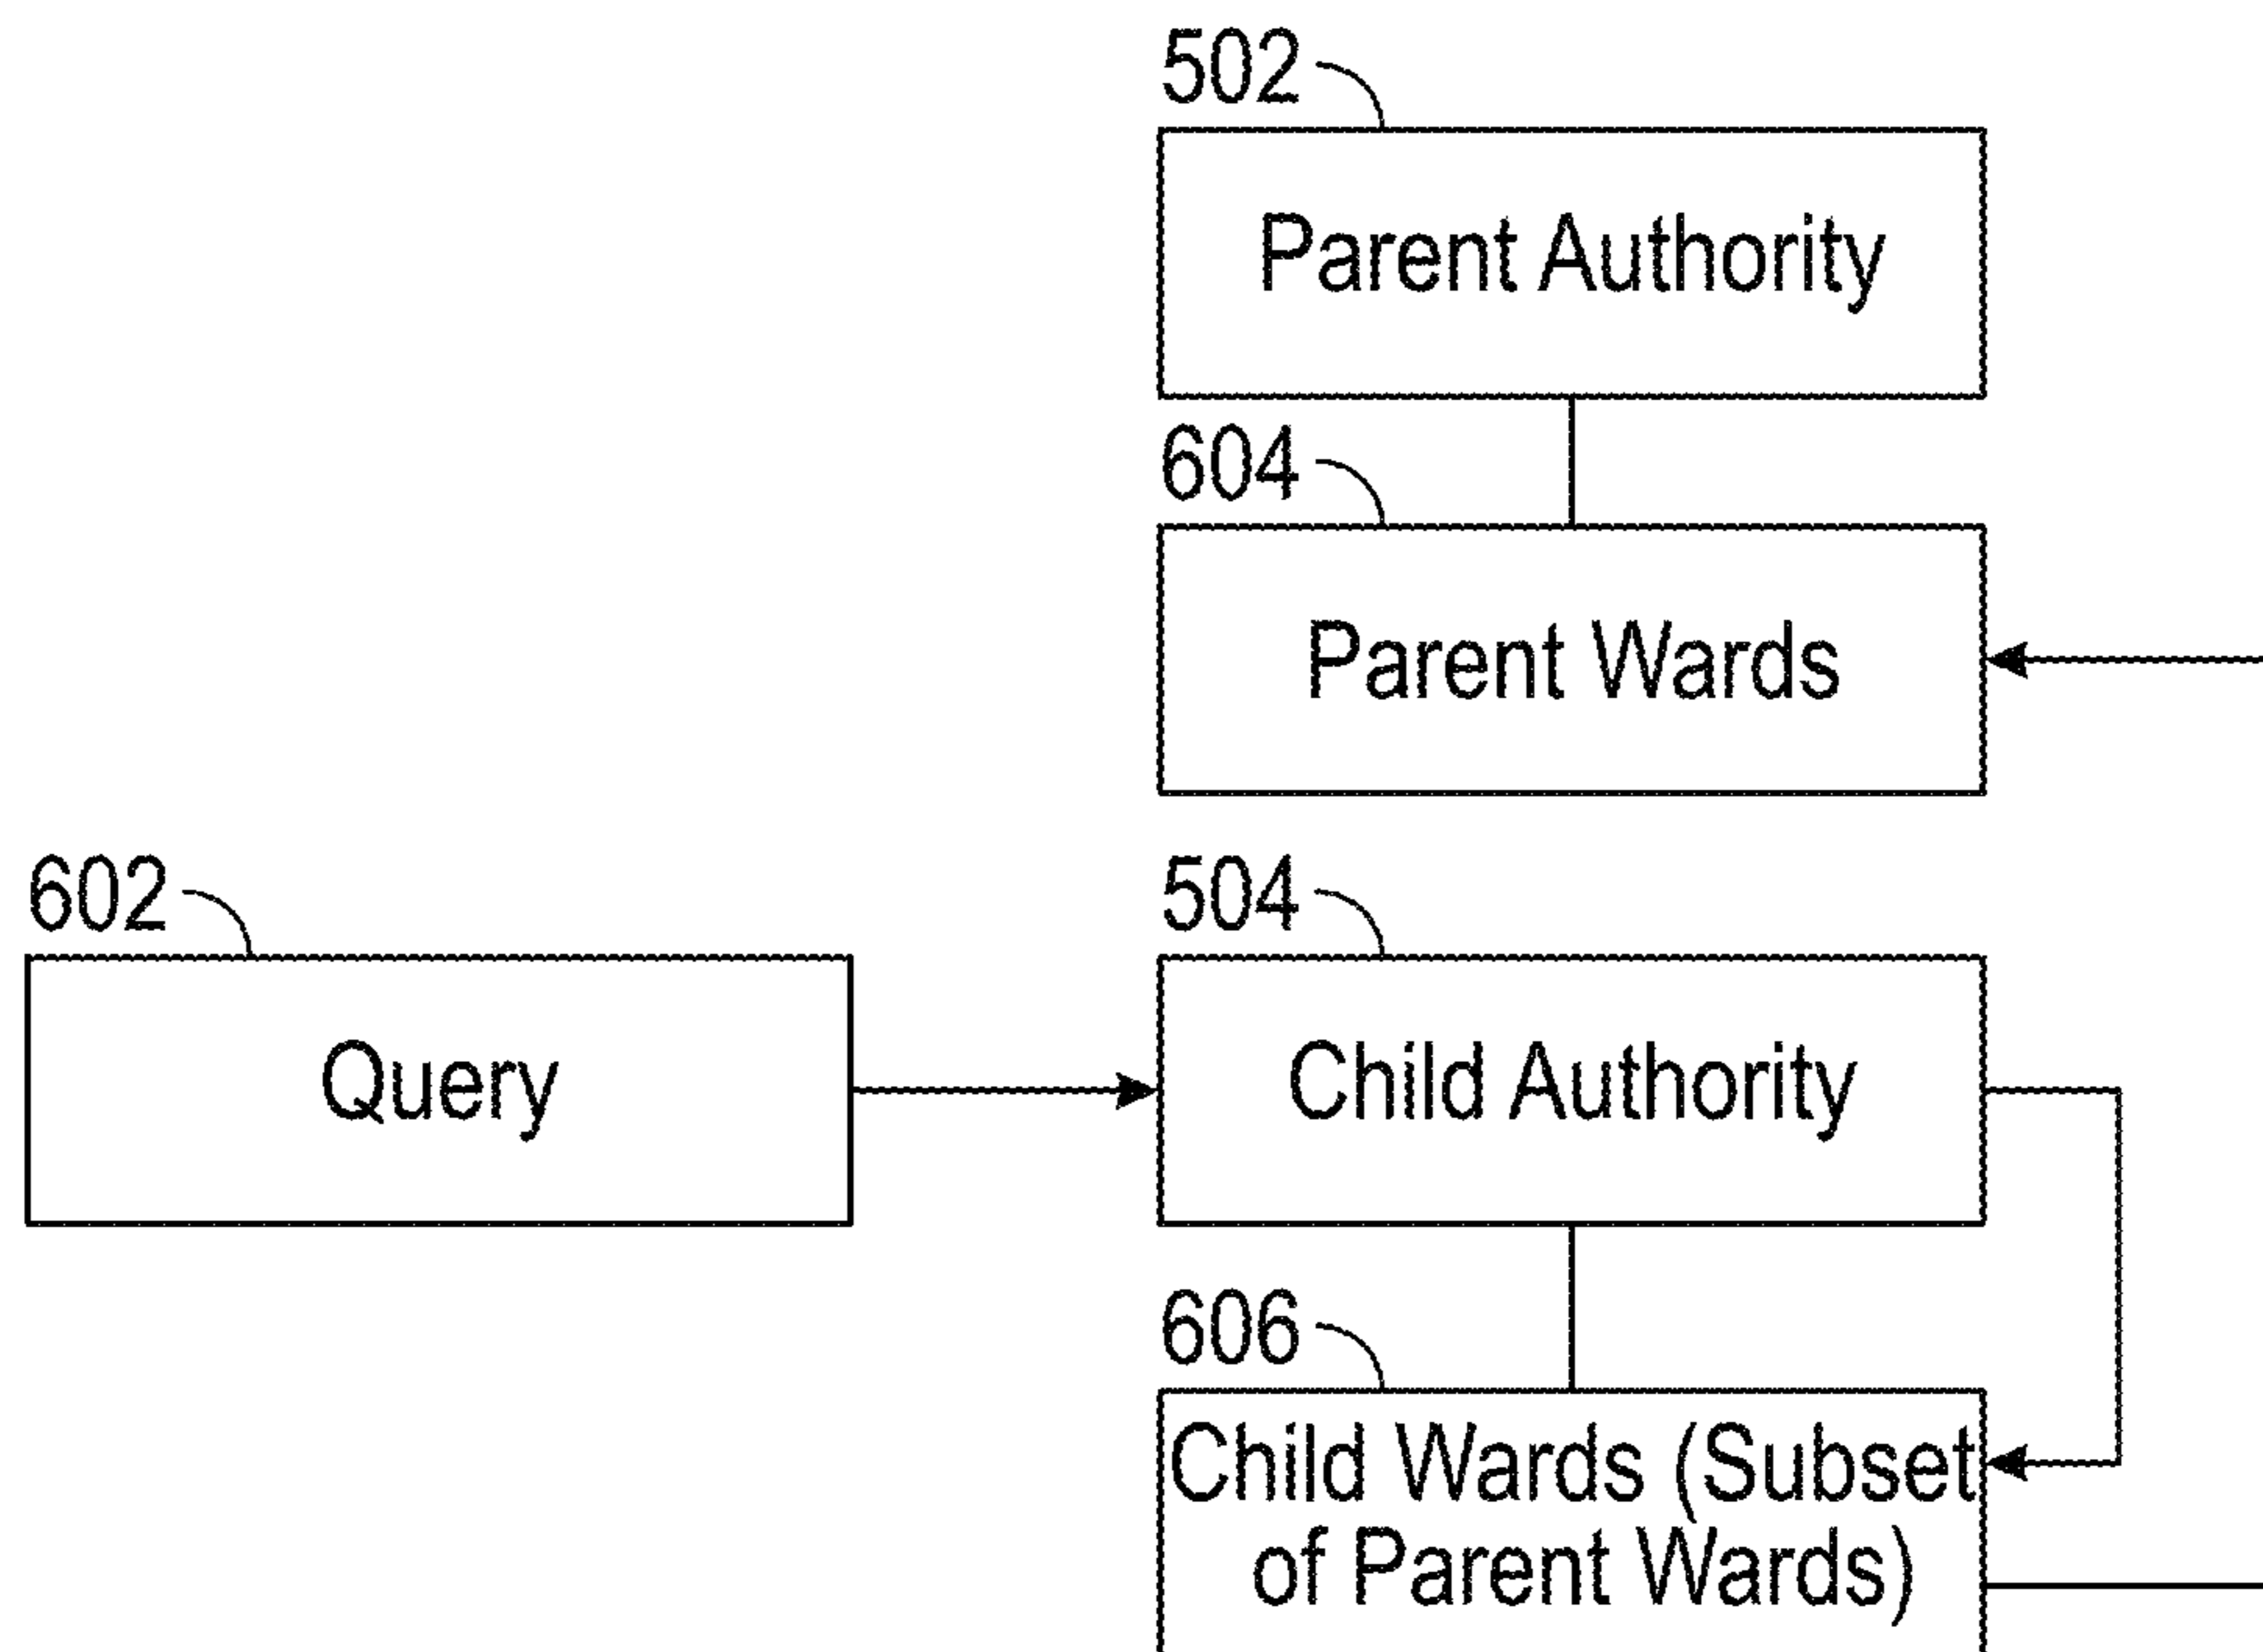 502
Parent Authority
604
Parent Wards
602
Query
504
Child Authority
606
Child Wards (Subset
of Parent Wards)